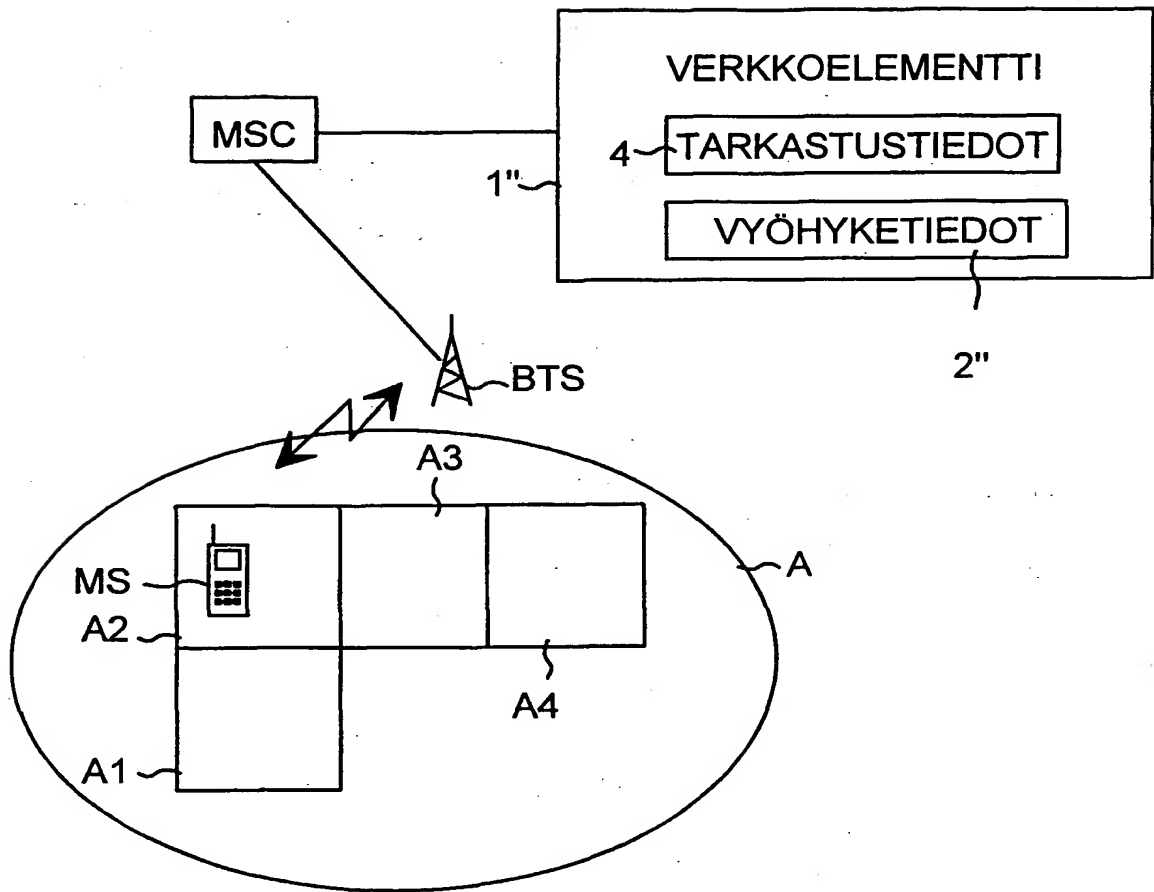 VERKKOELEMENTTI
MSC
4 TARKASTUSTIEDOT
1"
VYÖHYKETIEDOT
2"
BTS
A3
A
MS
A2
A4
A1